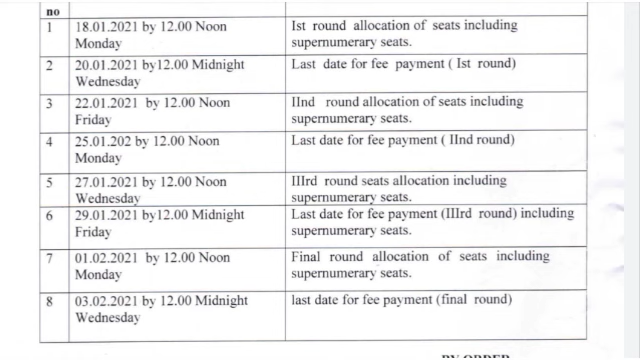 no
1 18.01.2021 by 12.00 Noon Ist round allocation of seats including
Monday supernumerary seats.
2 20.01.2021 by12.00 Midnight Last date for fee payment ( Ist round)
Wednesday
3 22.01.2021 by 12.00 Noon IInd round allocation of seats including
Friday supernumerary seats.
4 25.01.202 by 12.00 Noon Last date for fee payment ( IInd round)
Monday
5 27.01.2021 by 12.00 Noon IIIrd round seats allocation including
Wednesday supernumerary seats.
6 29.01.2021 by12.00 Midnight Last date for fee payment (IIIrd round) including
Friday supernumerary seats.
7 01.02.2021 by 12.00 Noon Final round allocation of seats including
Monday supernumerary seats.
8 03.02.2021 by 12.00 Midnight last date for fee payment (final round)
Wednesday
BY ORDER